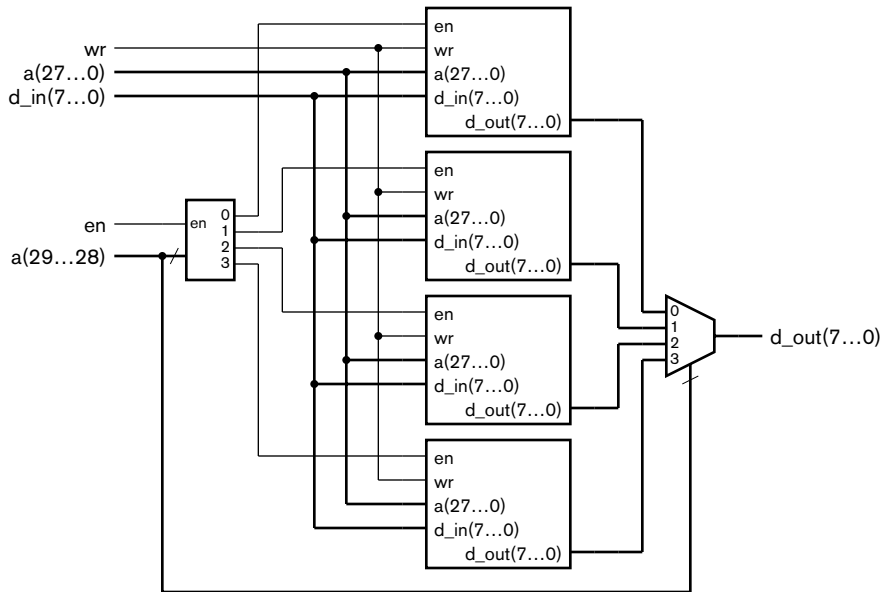 en
wr
a(27…0)
d_in(7…0)
d_out(7…0)
wr
a(27…0)
d_in(7…0)
en
wr
a(27…0)
d_in(7…0)
d_out(7…0)
en
a(29…28)
en
0
1
2
3
en
wr
a(27…0)
d_in(7…0)
d_out(7…0)
0
1
2
3
d_out(7…0)
en
wr
a(27…0)
d_in(7…0)
d_out(7…0)